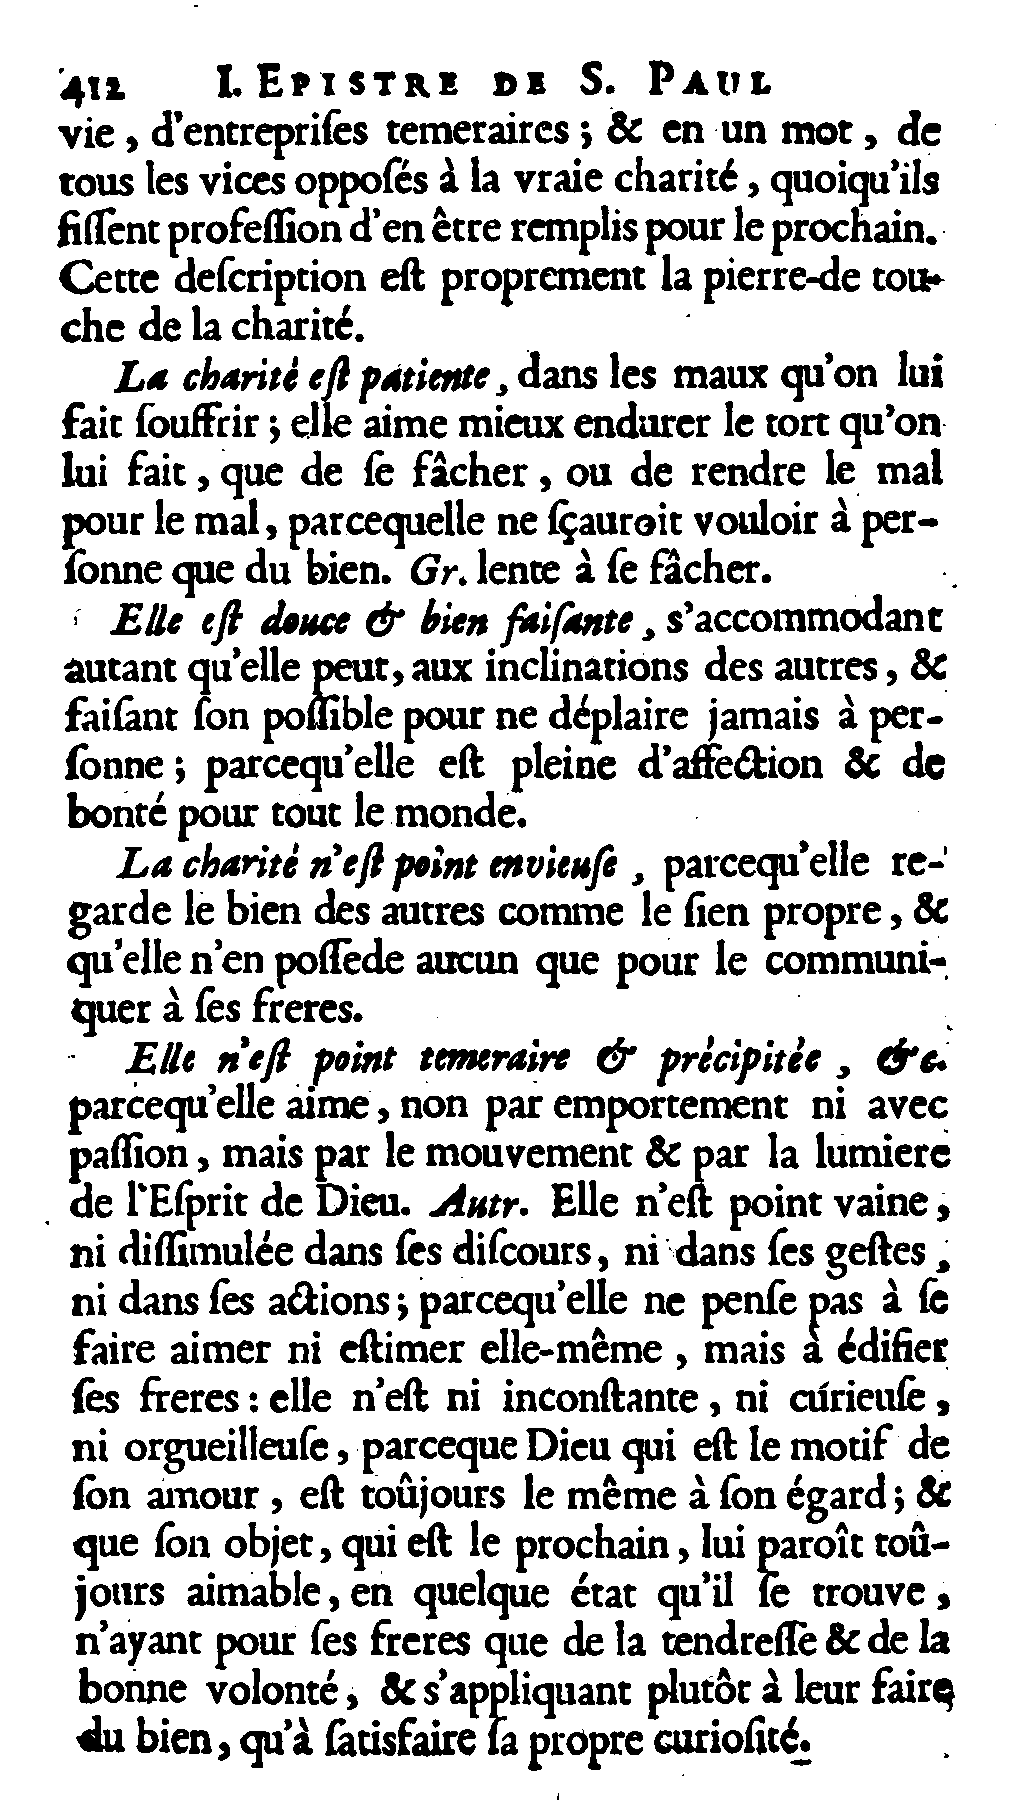 412 I. EPISTRE DE S. PAUL
vie, d'entrepriſes temeraires; & en un mot, de
tous les vices oppoſés à la vraie charité, quoiqu'ils
fiſſent profeſſion d'en être remplis pour le prochain.
Cette deſcription eſt proprement la pierre-de tou-
che de la charité.
La charité eſt patiente, dans les maux qu'on lui
fait ſouffrir; elle aime mieux endurer le tort qu'on
lui fait, que de ſe fâcher, ou de rendre le mal
pour le mal, parcequelle ne ſçauroit vouloir à per-
ſonne que du bien. Gr. lente à ſe fâcher.
Elle eſt douce & bien faiſante, s'accommodant
autant qu'elle peut, aux inclinations des autres, &
faiſant ſon poſſible pour ne déplaire jamais à per-
ſonne; parcequ'elle eſt pleine d'affection & de
bonté pour tout le monde.
La charité n'eſt point envieuſe, parcequ'elle re-
garde le bien des autres comme le ſien propre, &
qu'elle n'en poſſede aucun que pour le communi-
quer à ſes freres.
Elle n'eſt point temeraire & précipitée, &c.
parcequ'elle aime, non par emportement ni avec
paſſion, mais par le mouvement & par la lumiere
de l'Eſprit de Dieu. Autr. Elle n'eſt point vaine,
ni diſſimulée dans ſes diſcours, ni dans ſes geſtes,
ni dans ſes actions; parcequ'elle ne penſe pas à ſe
faire aimer ni eſtimer elle-même, mais à édifier
ſes freres: elle n'eſt ni inconſtante, ni curieuſe,
ni orgueilleuſe, parceque Dieu qui eſt le motif de
ſon amour, eſt toûjours le même à ſon égard; &
que ſon objet, qui eſt le prochain, lui paroît toû-
jours aimable, en quelque état qu'il ſe trouve,
n'ayant pour ſes freres que de la tendreſſe & de la
bonne volonté, & s'appliquant plutôt à leur faire
du bien, qu'à ſatisfaire ſa propre curioſité.